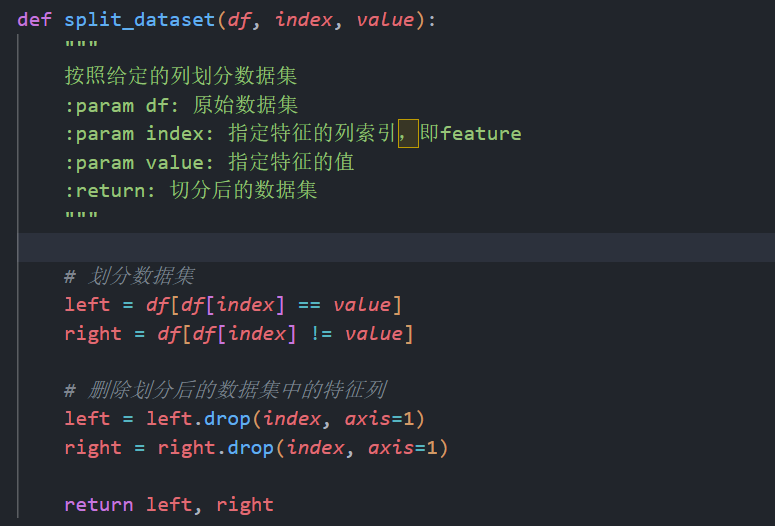 def split_dataset(df, index, value):
"""
按照给定的列划分数据集
:param df: 原始数据集
:param index: 指定特征的列索引，即feature
:param value: 指定特征的值
:return: 切分后的数据集
"""
# 划分数据集
left = df[df[index] == value]
right = df[df[index] != value]
# 删除划分后的数据集中的特征列
left = left.drop(index, axis=1)
right = right.drop(index, axis=1)
return left, right